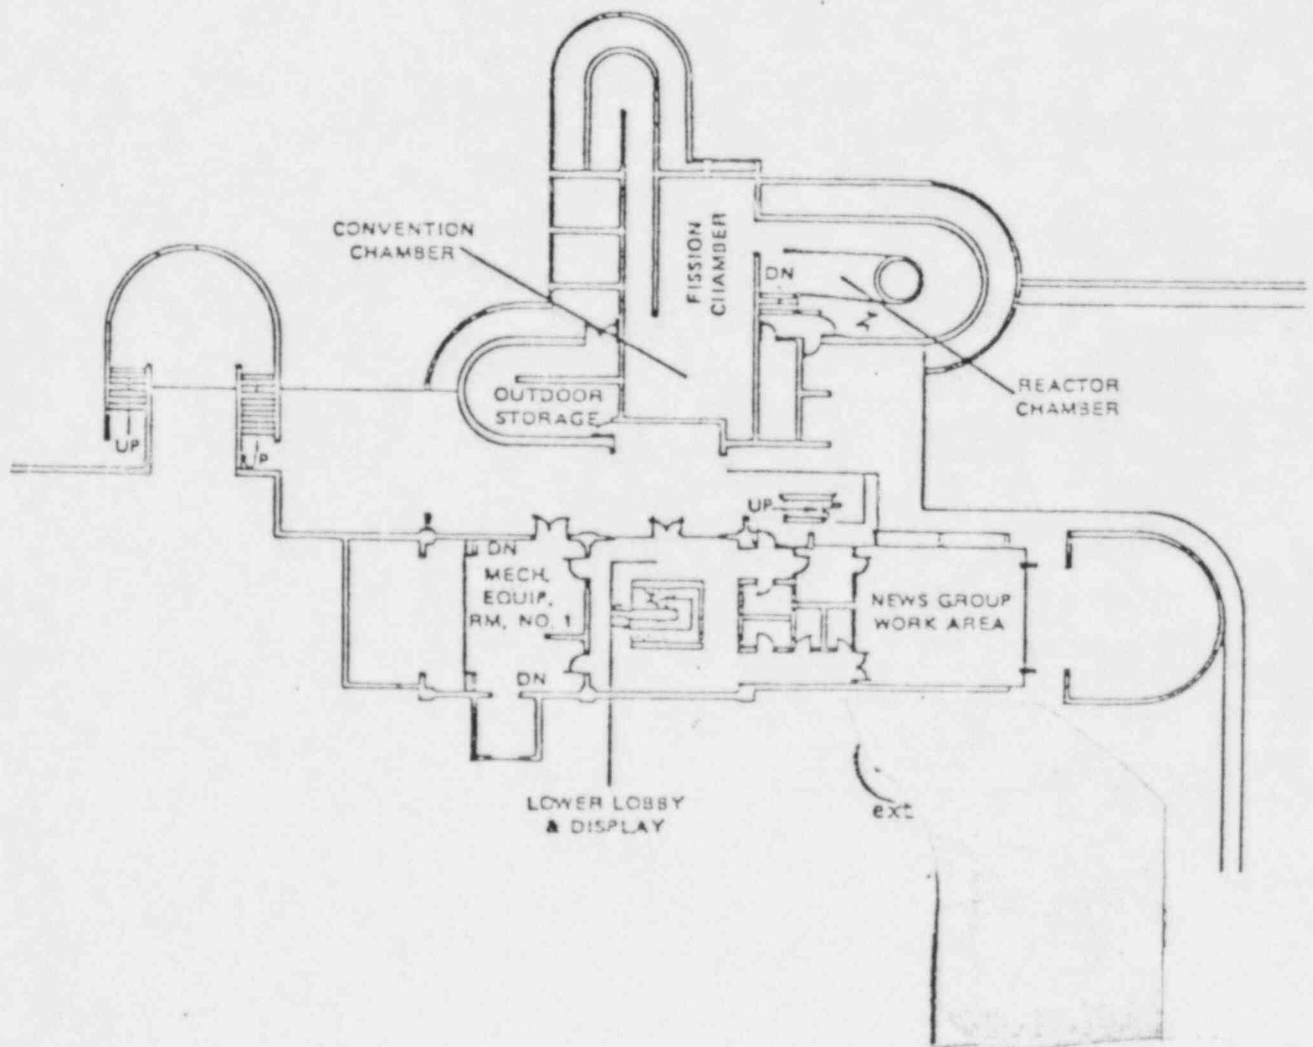 CONVENTION
CHAMBER
FISSION
CHAMBER
DN
REACTOR
CHAMBER
OUTDOOR
STORAGE
UP
UP
UP
DN
MECH.
EQUIP.
RM. NO. 1
DN
NEWS GROUP
WORK AREA
LOWER LOBBY
& DISPLAY
ext